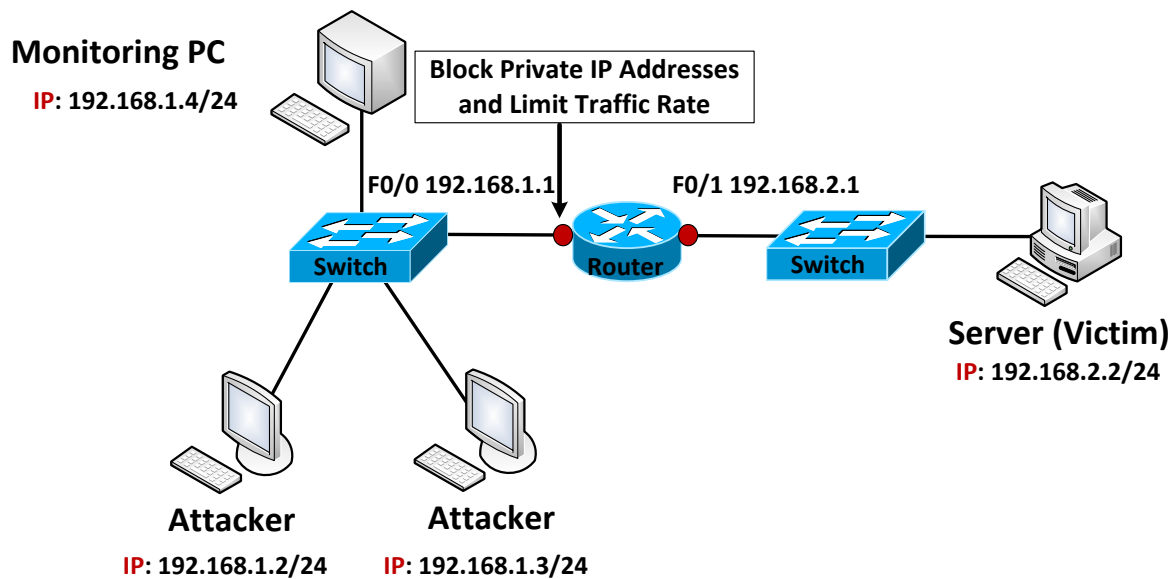 Monitoring PC
IP: 192.168.1.4/24
Block Private IP Addresses
and Limit Traffic Rate
F0/0 192.168.1.1
F0/1 192.168.2.1
Switch
Router
Switch
Server (Victim)
IP: 192.168.2.2/24
Attacker
IP: 192.168.1.2/24
Attacker
IP: 192.168.1.3/24